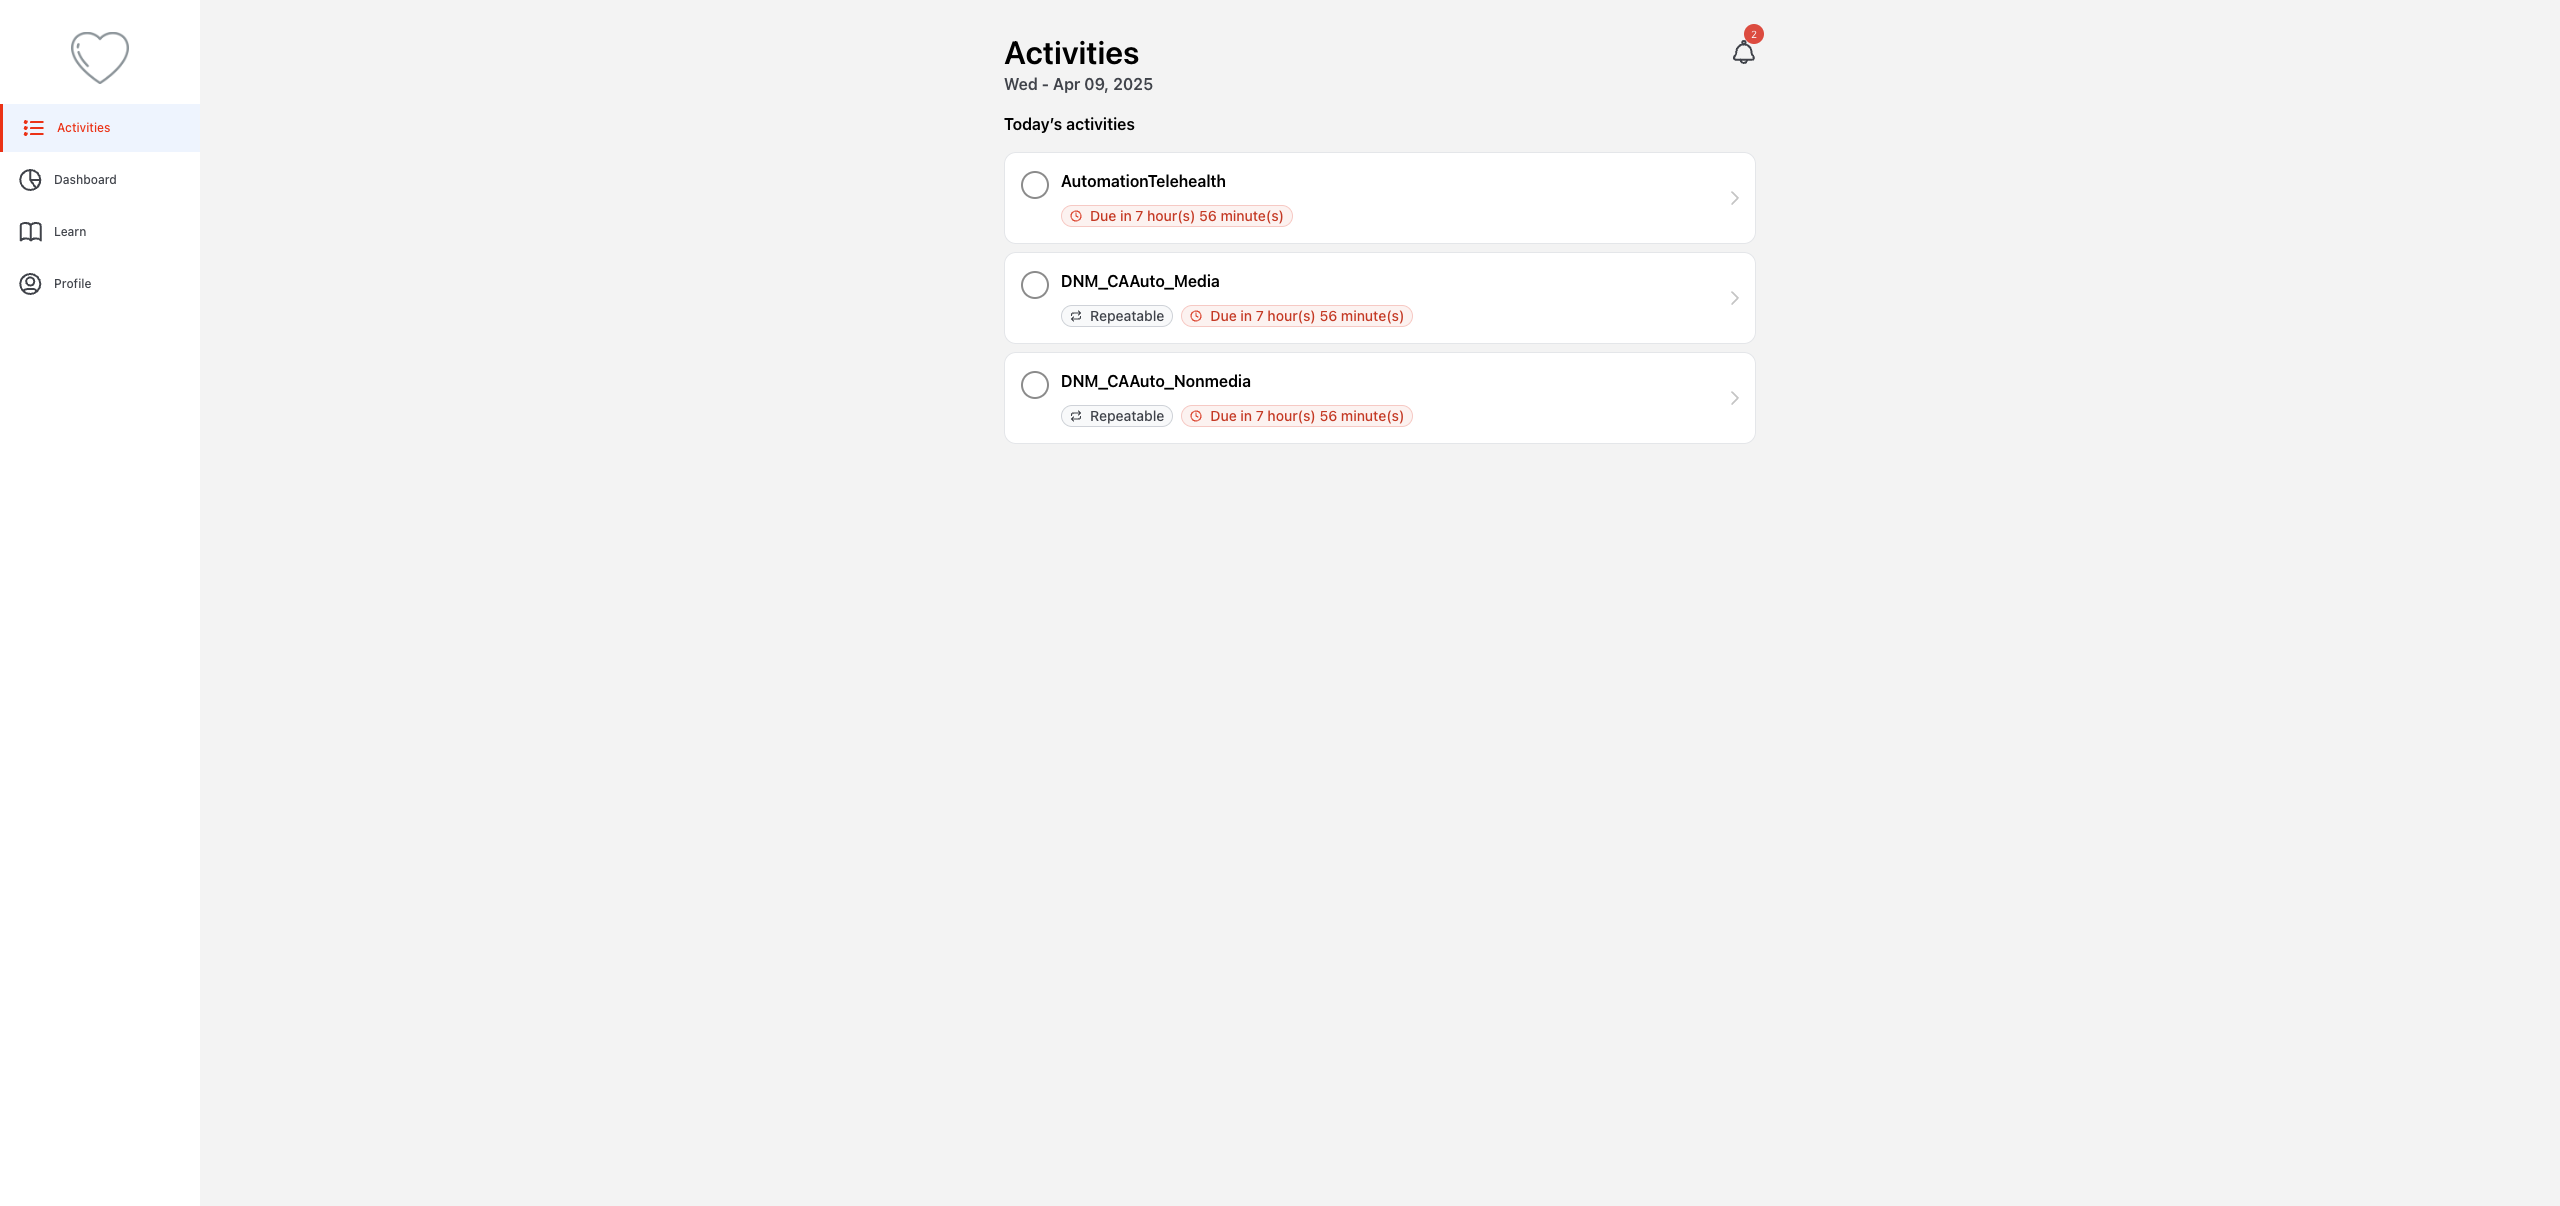 Activities
Dashboard
Learn
Profile
Activities
2
Wed - Apr 09, 2025
Today's activities
AutomationTelehealth
Due in 7 hour(s) 56 minute(s)
DNM_CAAuto_Media
Repeatable Due in 7 hour(s) 56 minute(s)
DNM_CAAuto_Nonmedia
Repeatable Due in 7 hour(s) 56 minute(s)